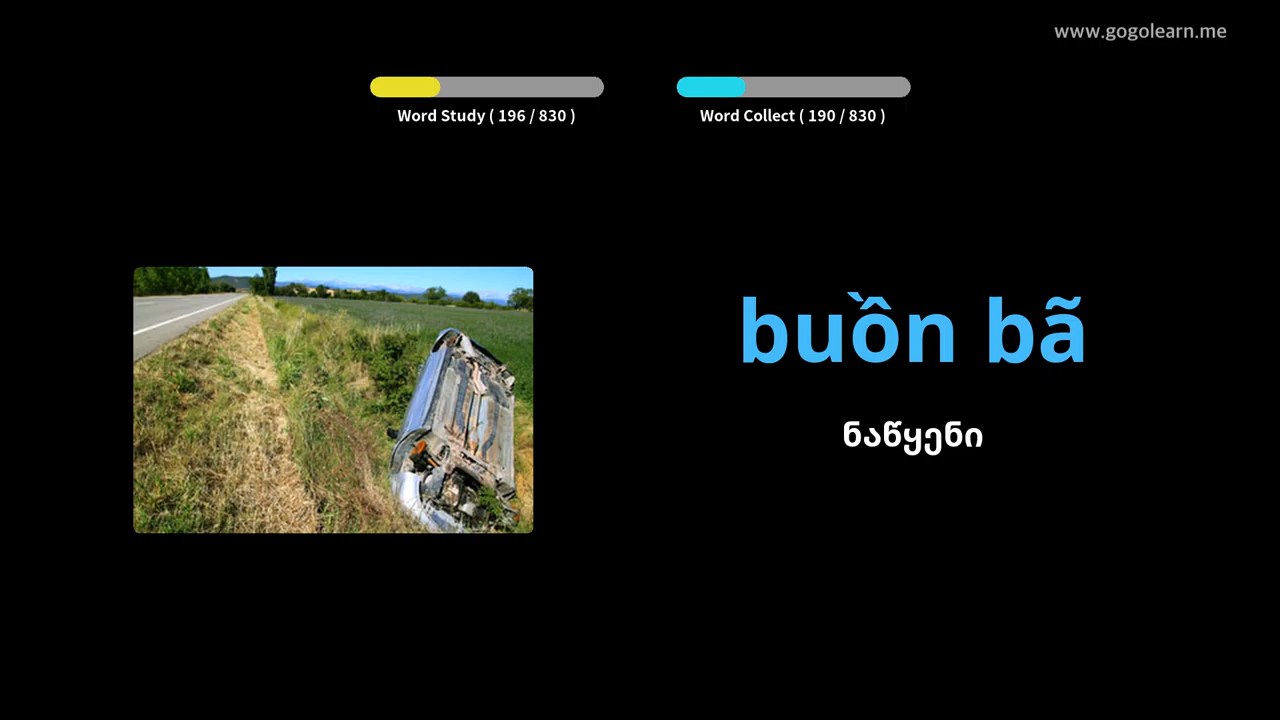 www.gogolearn.me
Word Study ( 196 / 830 )
Word Collect ( 190 / 830 )
buồn bã
ნაწყენი